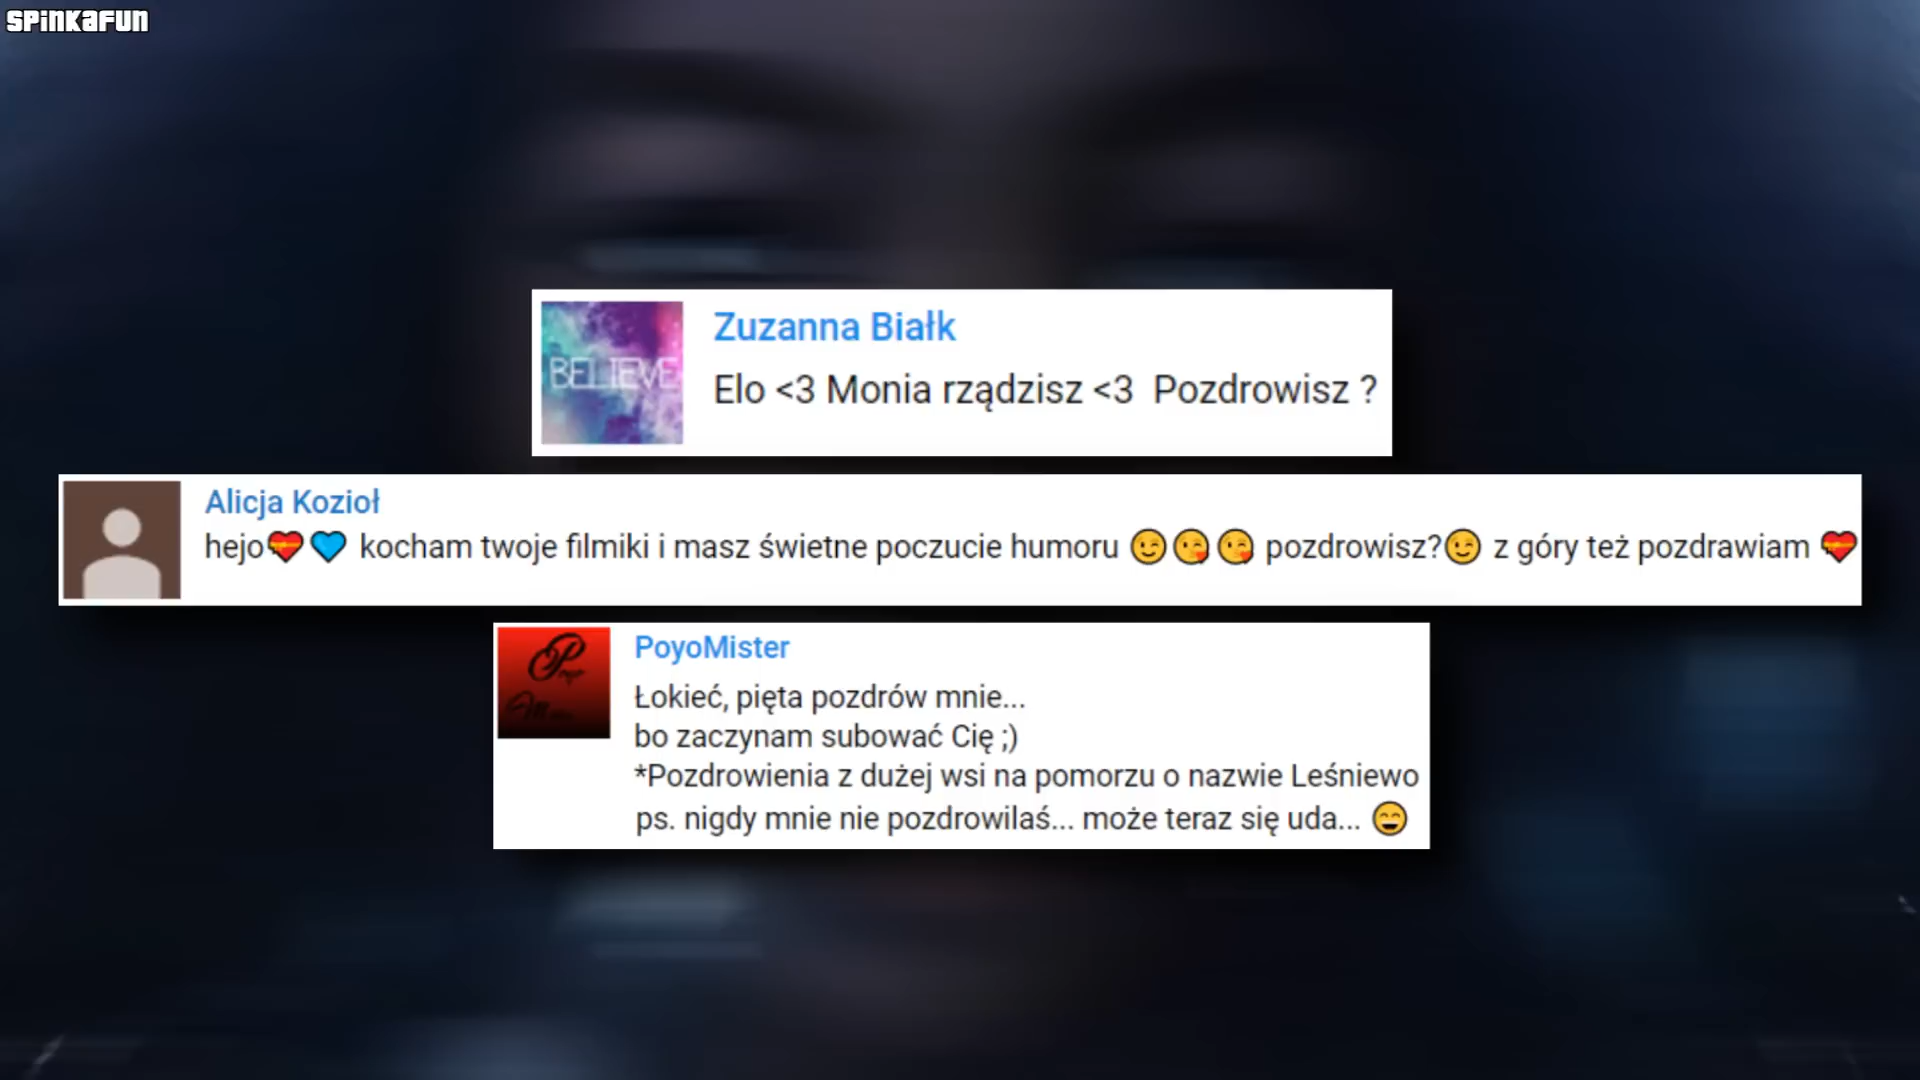 SPiNKAFUN
Zuzanna Białk
BELIEVE
Elo <3 Monia rządzisz <3 Pozdrowisz ?
Alicja Kozioł
hejo💝💙 kocham twoje filmiki i masz świetne poczucie humoru 😉😘😘 pozdrowisz?😉 z góry też pozdrawiam 💝
PoyoMister
Łokieć, pięta pozdrów mnie...
bo zaczynam subować Cię ;)
*Pozdrowienia z dużej wsi na pomorzu o nazwie Leśniewo
ps. nigdy mnie nie pozdrowilaś... może teraz się uda... 😄